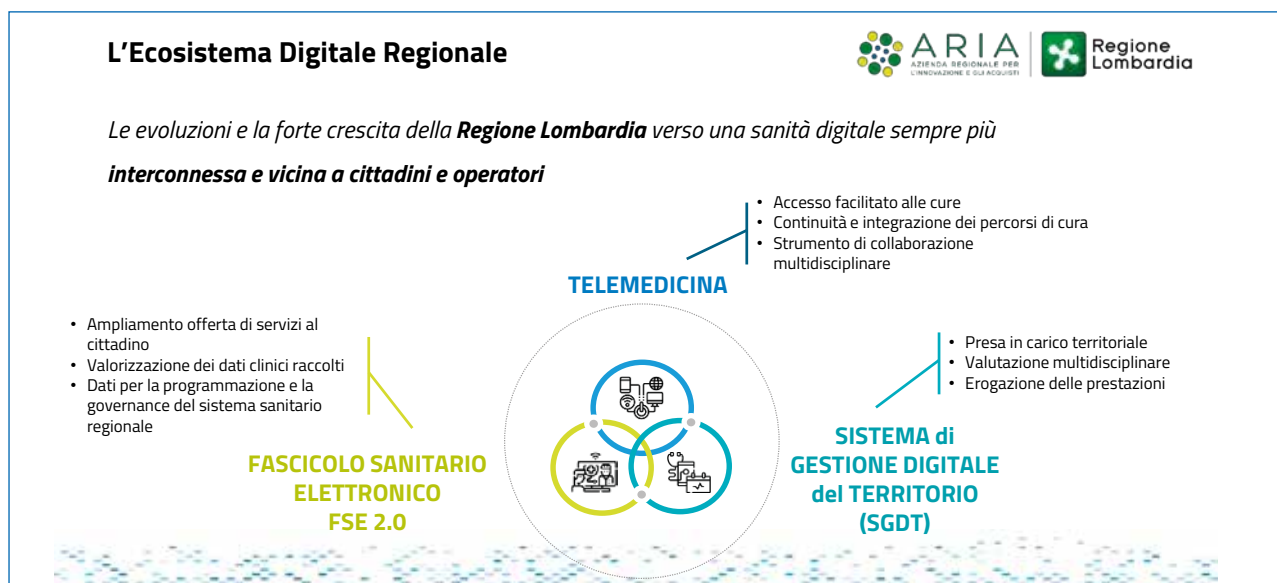 L'Ecosistema Digitale Regionale
ARIA
AZIENDA REGIONALE PER
L'INNOVAZIONE E GLI ACQUISTI
Regione
Lombardia
Le evoluzioni e la forte crescita della Regione Lombardia verso una sanità digitale sempre più
interconnessa e vicina a cittadini e operatori
• Accesso facilitato alle cure
• Continuità e integrazione dei percorsi di cura
• Strumento di collaborazione
multidisciplinare
TELEMEDICINA
• Ampliamento offerta di servizi al
cittadino
• Valorizzazione dei dati clinici raccolti
• Dati per la programmazione e la
governance del sistema sanitario
regionale
FASCICOLO SANITARIO
ELETTRONICO
FSE 2.0
• Presa in carico territoriale
• Valutazione multidisciplinare
• Erogazione delle prestazioni
SISTEMA di
GESTIONE DIGITALE
del TERRITORIO
(SGDT)